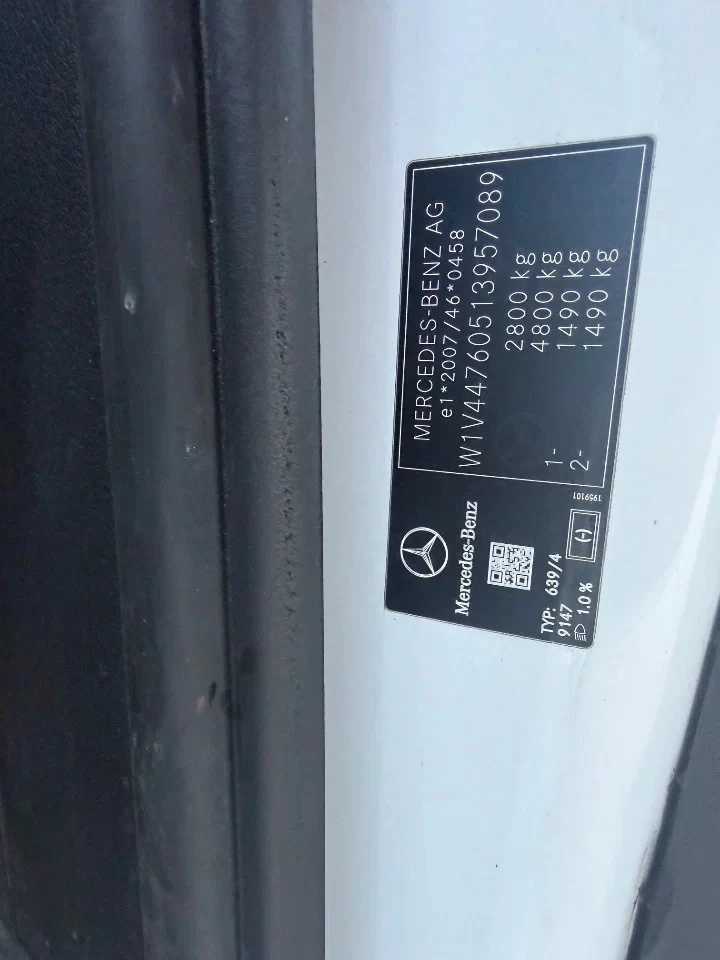 MERCEDES-BENZ AG
e1*2007/46*0458
W1V44760513957089
2800 kg
4800 kg
1- 1490 kg
2- 1490 kg
Mercedes-Benz
TYP: 639/4
9147
1.0 %
(-)
1959101